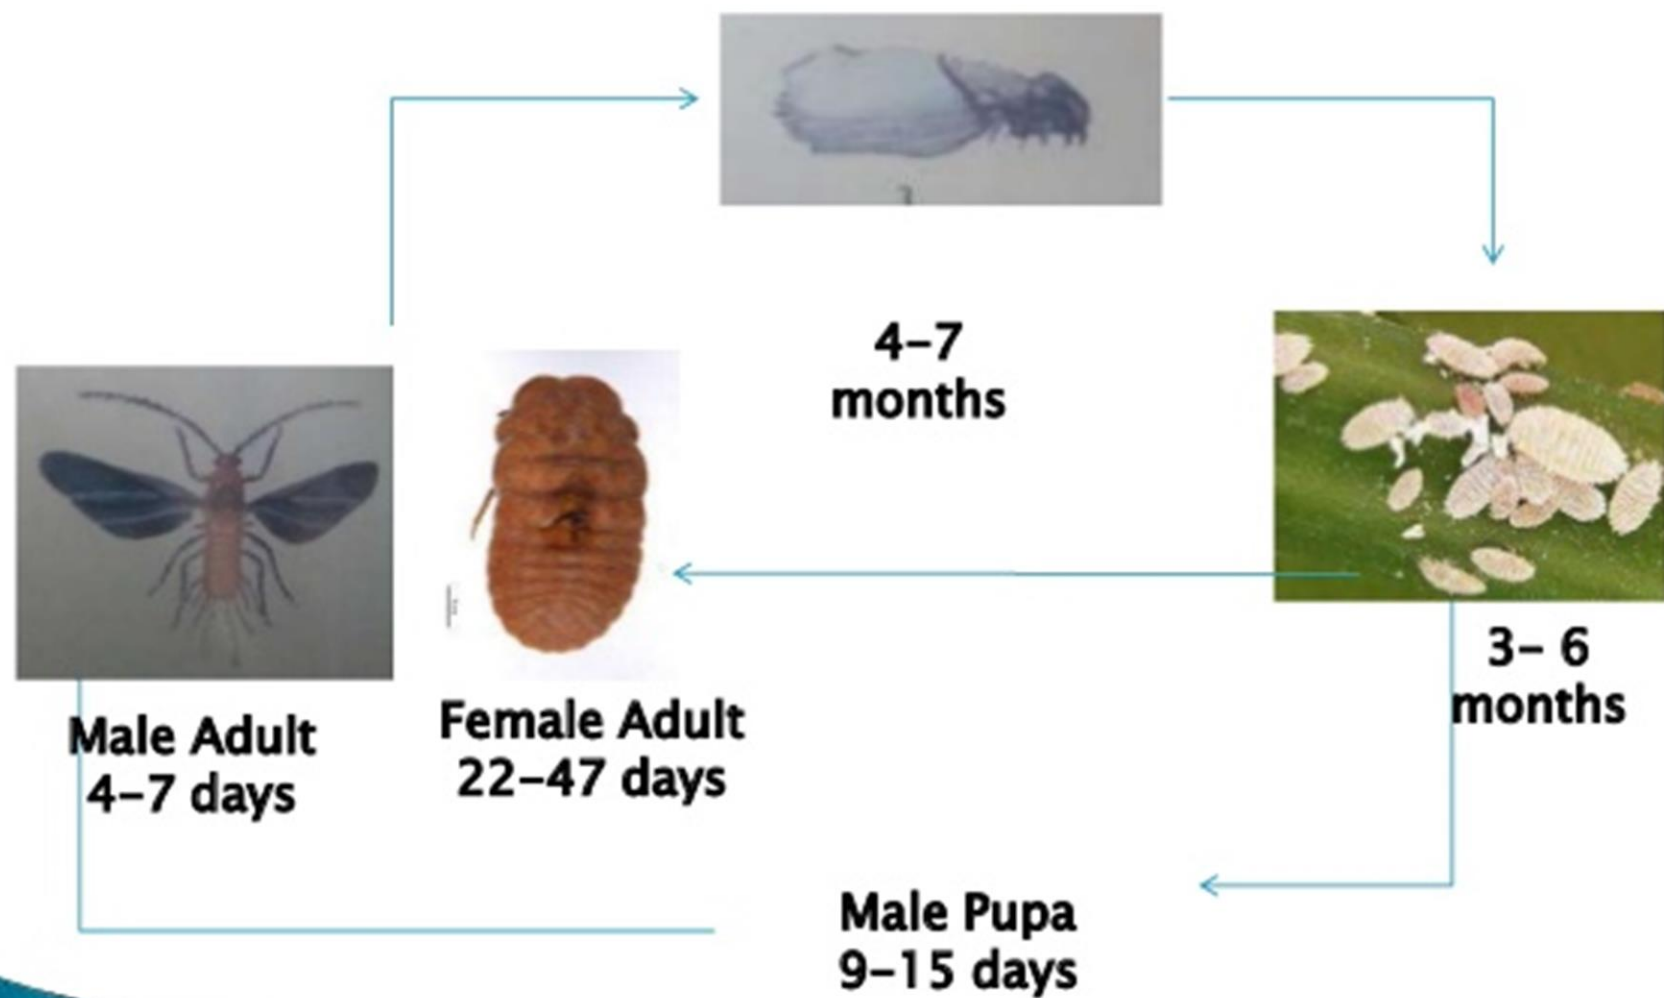 4–7
months
3– 6
months
Male Adult
4–7 days
Female Adult
22–47 days
Male Pupa
9–15 days